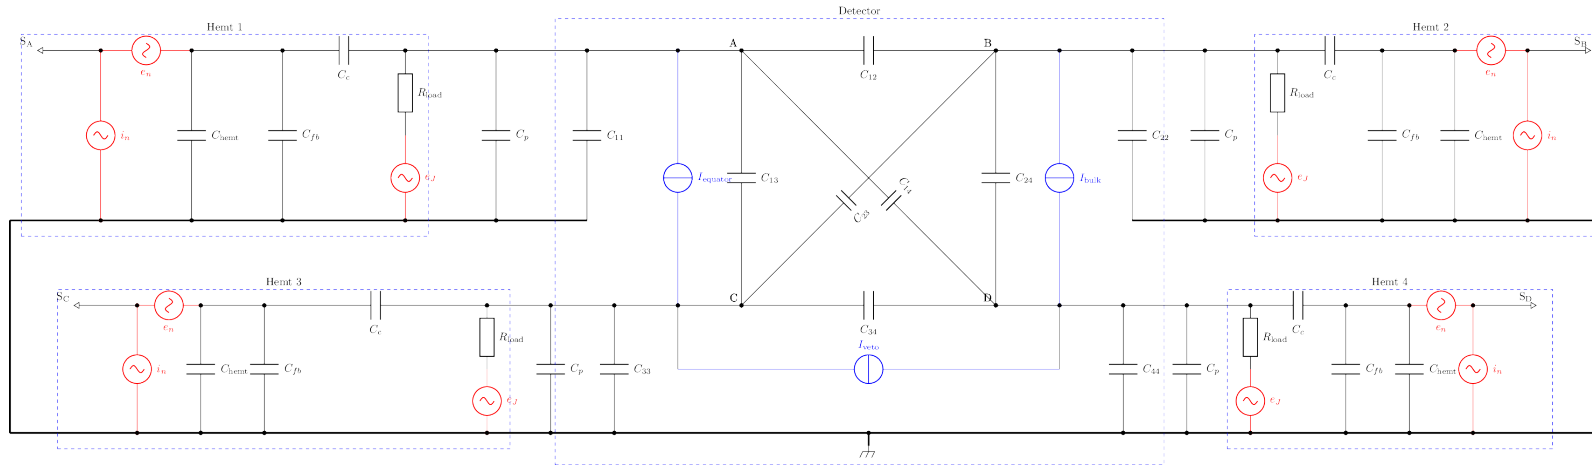 Detector
Hemt 1
Hemt 2
S_A
A
B
S_B
e_n
C_c
C_12
C_c
e_n
R_load
R_load
i_n
C_hemt
C_fb
C_p
C_11
C_22
C_p
C_fb
C_hemt
i_n
e_J
I_equator
C_13
C_14
C_24
I_bulk
e_J
C_23
Hemt 3
Hemt 4
S_C
C
D
S_D
e_n
C_c
C_34
C_c
e_n
R_load
R_load
I_veto
i_n
C_hemt
C_fb
C_p
C_33
C_44
C_p
C_fb
C_hemt
i_n
e_J
e_J